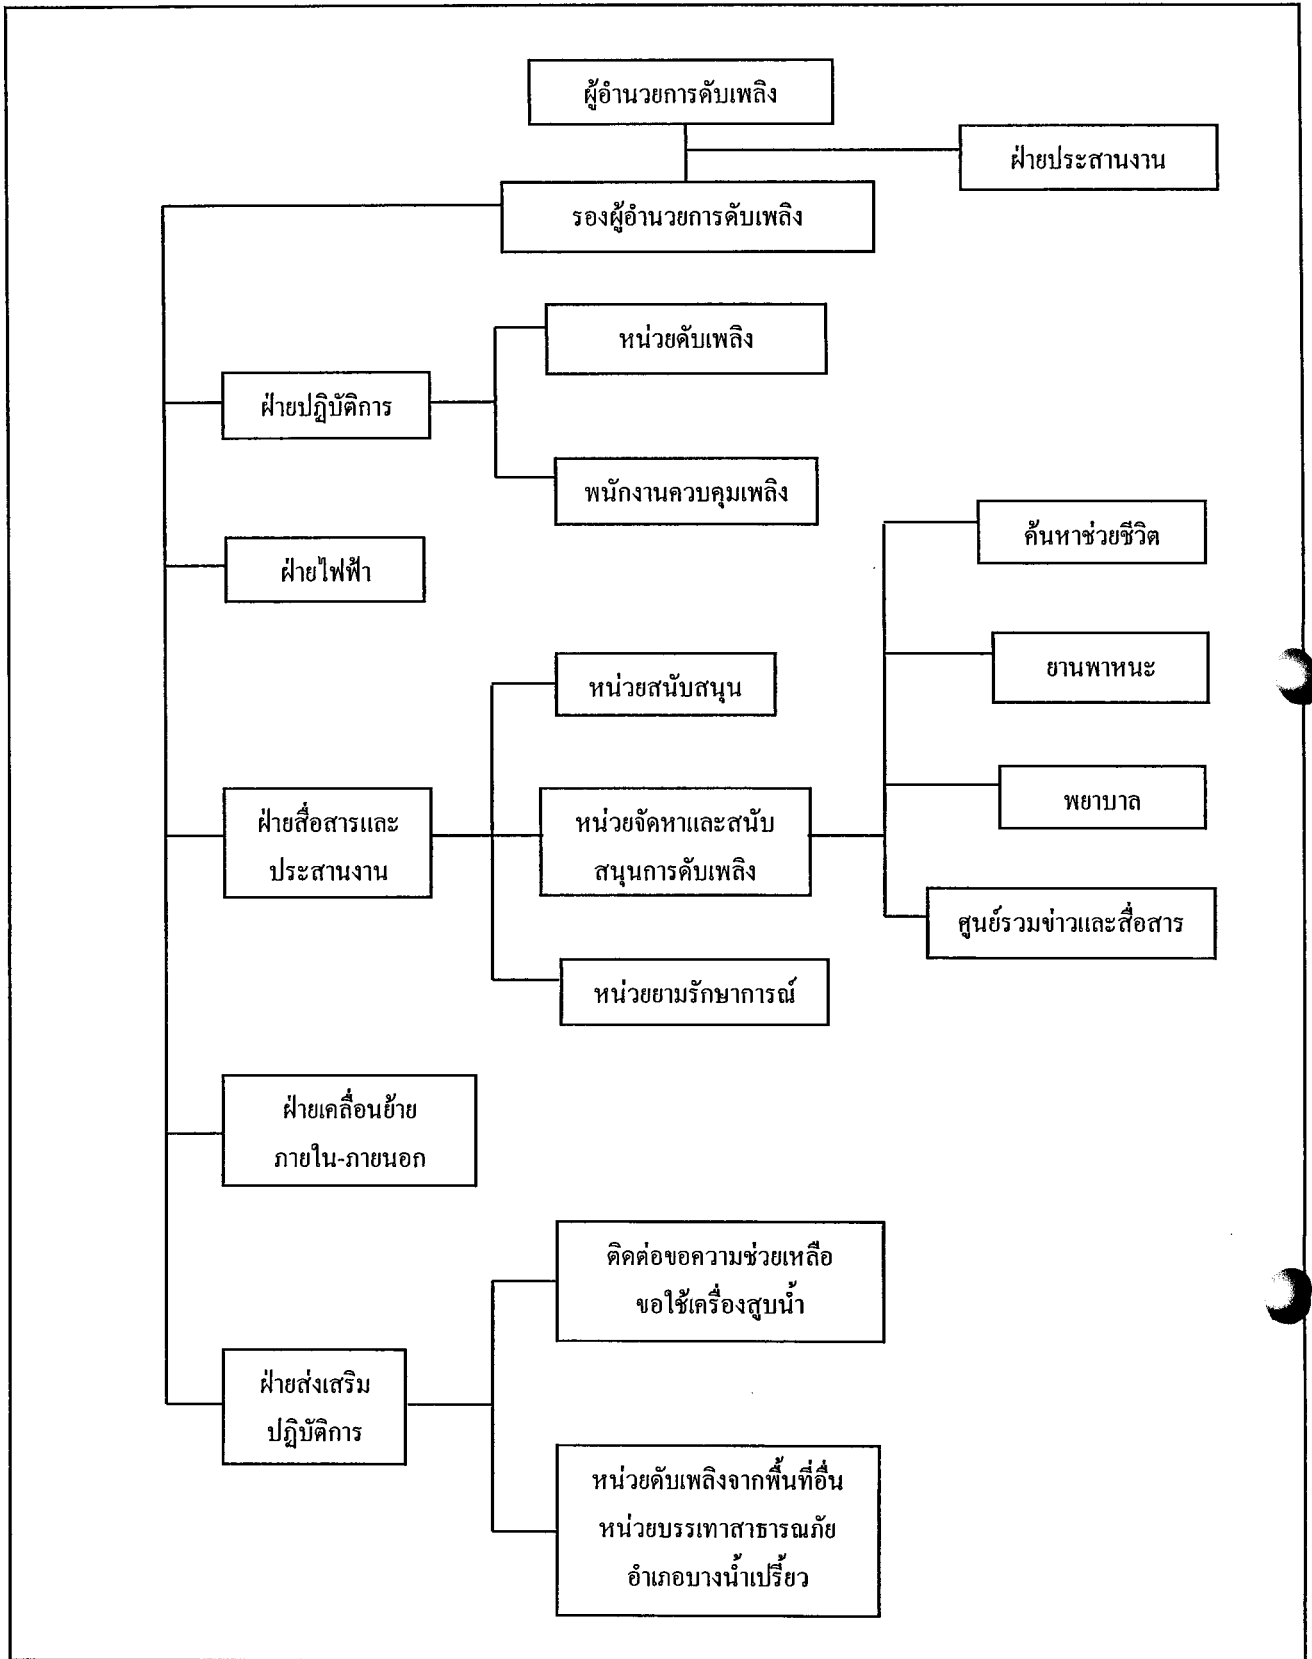 ผู้อำนวยการดับเพลิง
ฝ่ายประสานงาน
รองผู้อำนวยการดับเพลิง
หน่วยดับเพลิง
ฝ่ายปฏิบัติการ
พนักงานควบคุมเพลิง
ค้นหาช่วยชีวิต
ฝ่ายไฟฟ้า
ยานพาหนะ
หน่วยสนับสนุน
พยาบาล
ฝ่ายสื่อสารและ
ประสานงาน
หน่วยจัดหาและสนับ
สนุนการดับเพลิง
ศูนย์รวมข่าวและสื่อสาร
หน่วยยามรักษาการณ์
ฝ่ายเคลื่อนย้าย
ภายใน-ภายนอก
ติดต่อขอความช่วยเหลือ
ขอใช้เครื่องสูบน้ำ
ฝ่ายส่งเสริม
ปฏิบัติการ
หน่วยดับเพลิงจากพื้นที่อื่น
หน่วยบรรเทาสาธารณภัย
อำเภอบางน้ำเปรี้ยว